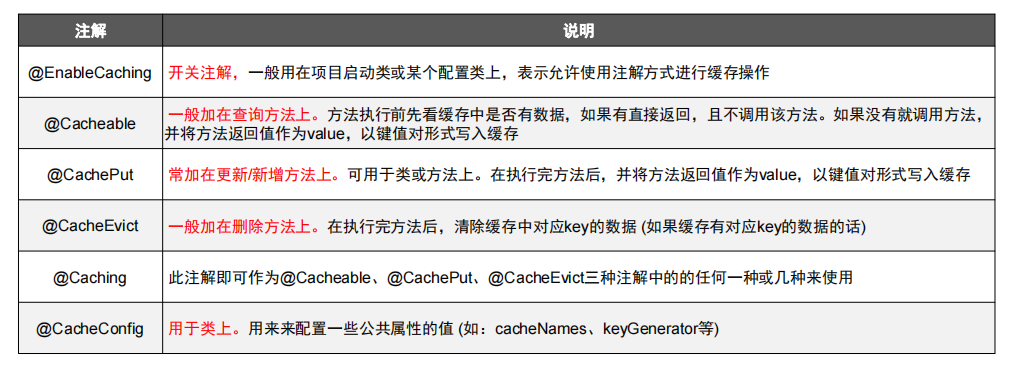 注解 说明
@EnableCaching 开关注解，一般用在项目启动类或某个配置类上，表示允许使用注解方式进行缓存操作
@Cacheable 一般加在查询方法上。方法执行前先看缓存中是否有数据，如果有直接返回，且不调用该方法。如果没有就调用方法，
并将方法返回值作为value，以键值对形式写入缓存
@CachePut 常加在更新/新增方法上。可用于类或方法上。在执行完方法后，并将方法返回值作为value，以键值对形式写入缓存
@CacheEvict 一般加在删除方法上。在执行完方法后，清除缓存中对应key的数据 (如果缓存有对应key的数据的话)
@Caching 此注解即可作为@Cacheable、@CachePut、@CacheEvict三种注解中的的任何一种或几种来使用
@CacheConfig 用于类上。用来来配置一些公共属性的值 (如：cacheNames、keyGenerator等)